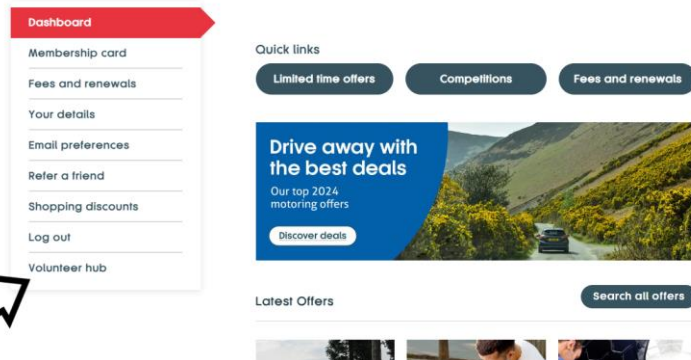 Dashboard
Membership card
Fees and renewals
Your details
Email preferences
Refer a friend
Shopping discounts
Log out
Volunteer hub
Quick links
Limited time offers
Competitions
Fees and renewals
Drive away with
the best deals
Our top 2024
motoring offers
Discover deals
Latest Offers
Search all offers